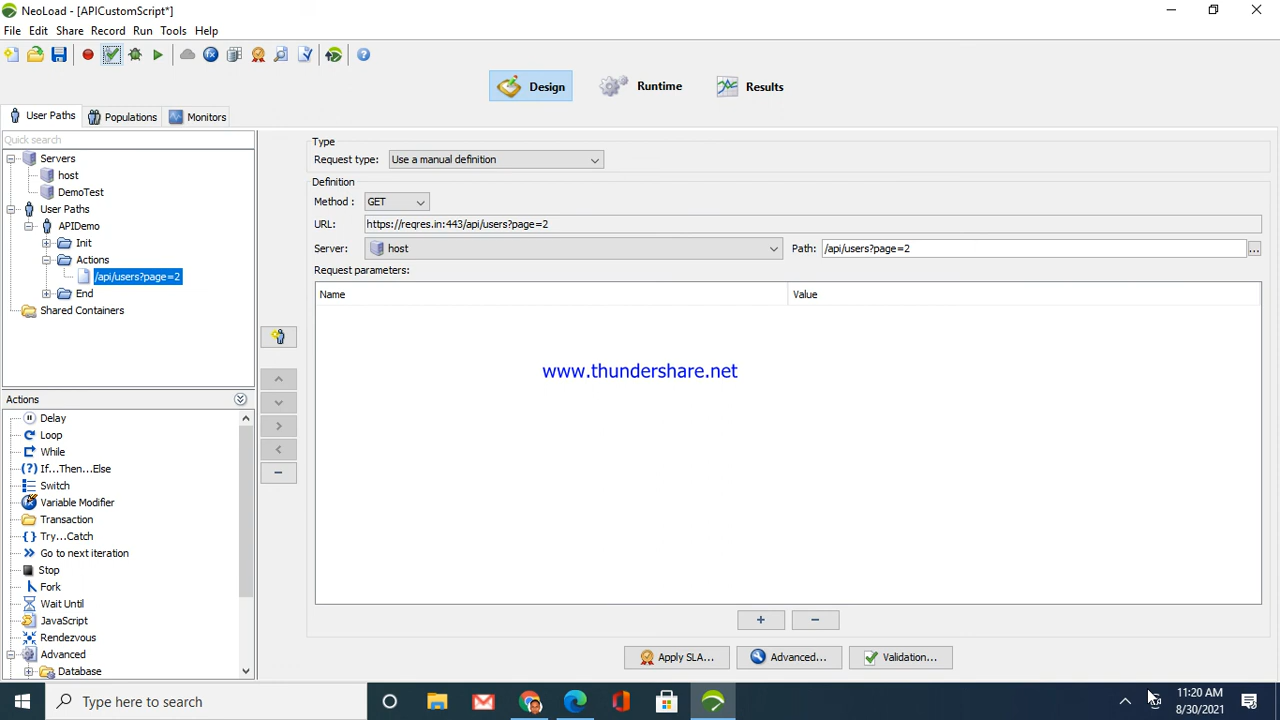 NeoLoad - [APICustomScript*]
File Edit Share Record Run Tools Help
Design Runtime Results
User Paths Populations Monitors
Quick search
Servers
host
DemoTest
User Paths
APIDemo
Init
Actions
/api/users?page=2
End
Shared Containers
Actions
Delay
Loop
While
If...Then...Else
Switch
Variable Modifier
Transaction
Try...Catch
Go to next iteration
Stop
Fork
Wait Until
JavaScript
Rendezvous
Advanced
Database
Type
Request type: Use a manual definition
Definition
Method : GET
URL: https://reqres.in:443/api/users?page=2
Server: host Path: /api/users?page=2 ...
Request parameters:
Name Value
www.thundershare.net
+ −
Apply SLA... Advanced... Validation...
Type here to search
11:20 AM
8/30/2021